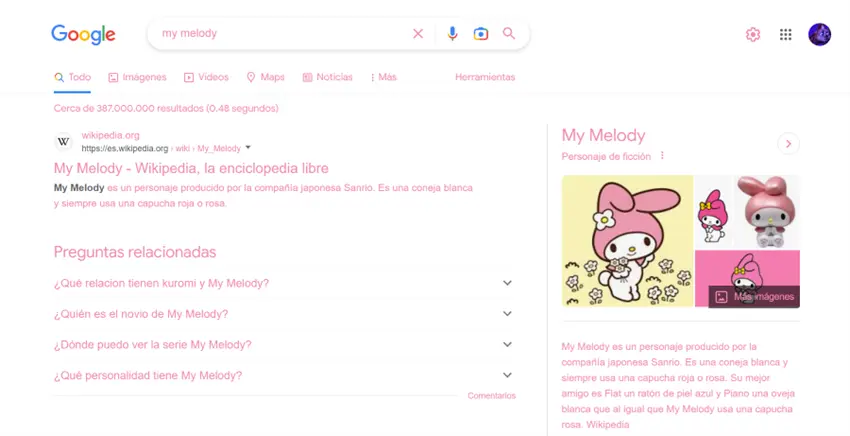 Google
my melody
Todo
Imágenes
Videos
Maps
Noticias
Más
Herramientas
Cerca de 387.000.000 resultados (0.48 segundos)
W
wikipedia.org
https://es.wikipedia.org › wiki › My_Melody
My Melody - Wikipedia, la enciclopedia libre
My Melody es un personaje producido por la compañía japonesa Sanrio. Es una coneja blanca
y siempre usa una capucha roja o rosa.
Preguntas relacionadas
¿Qué relacion tienen kuromi y My Melody?
¿Quién es el novio de My Melody?
¿Dónde puedo ver la serie My Melody?
¿Qué personalidad tiene My Melody?
Comentarios
My Melody
Personaje de ficción
Más imágenes
My Melody es un personaje producido por la
compañía japonesa Sanrio. Es una coneja blanca y
siempre usa una capucha roja o rosa. Su mejor
amigo es Flat un ratón de piel azul y Piano una oveja
blanca que al igual que My Melody usa una capucha
rosa. Wikipedia